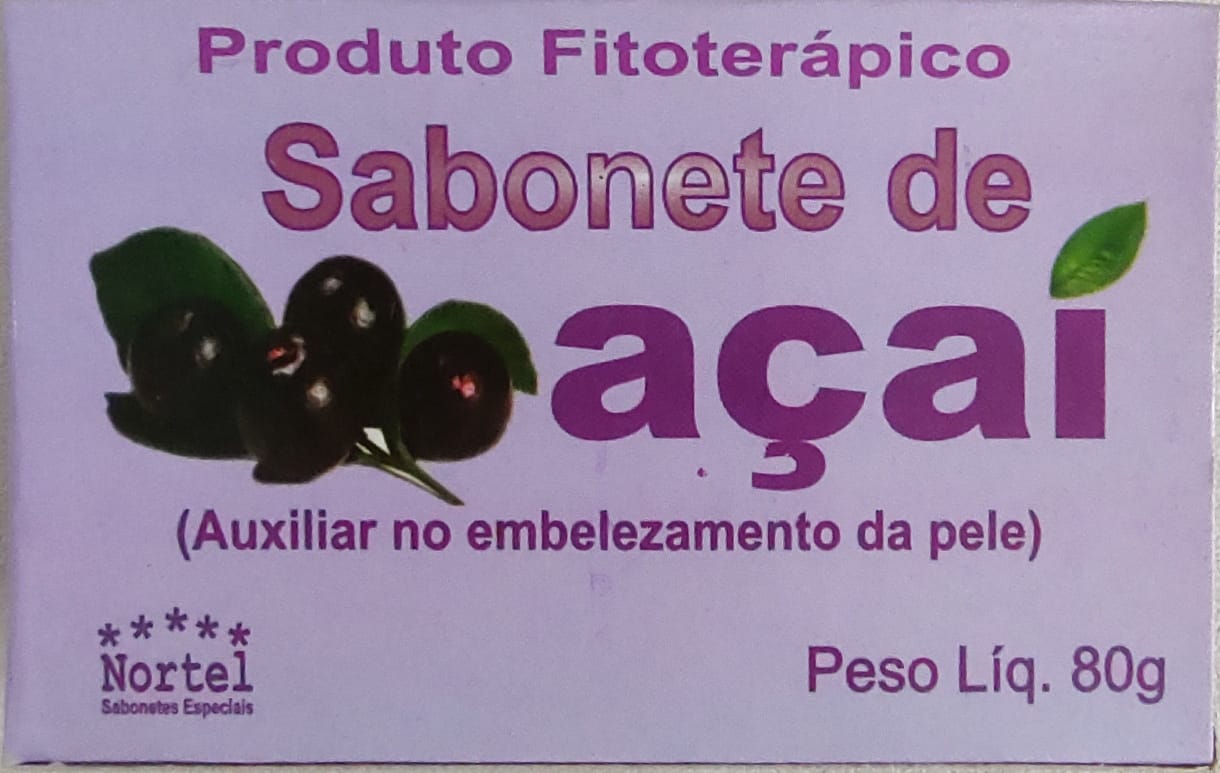 Produto Fitoterápico
Sabonete de
açaí
(Auxiliar no embelezamento da pele)
*****
Nortel
Sabonetes Especiais
Peso Líq. 80g